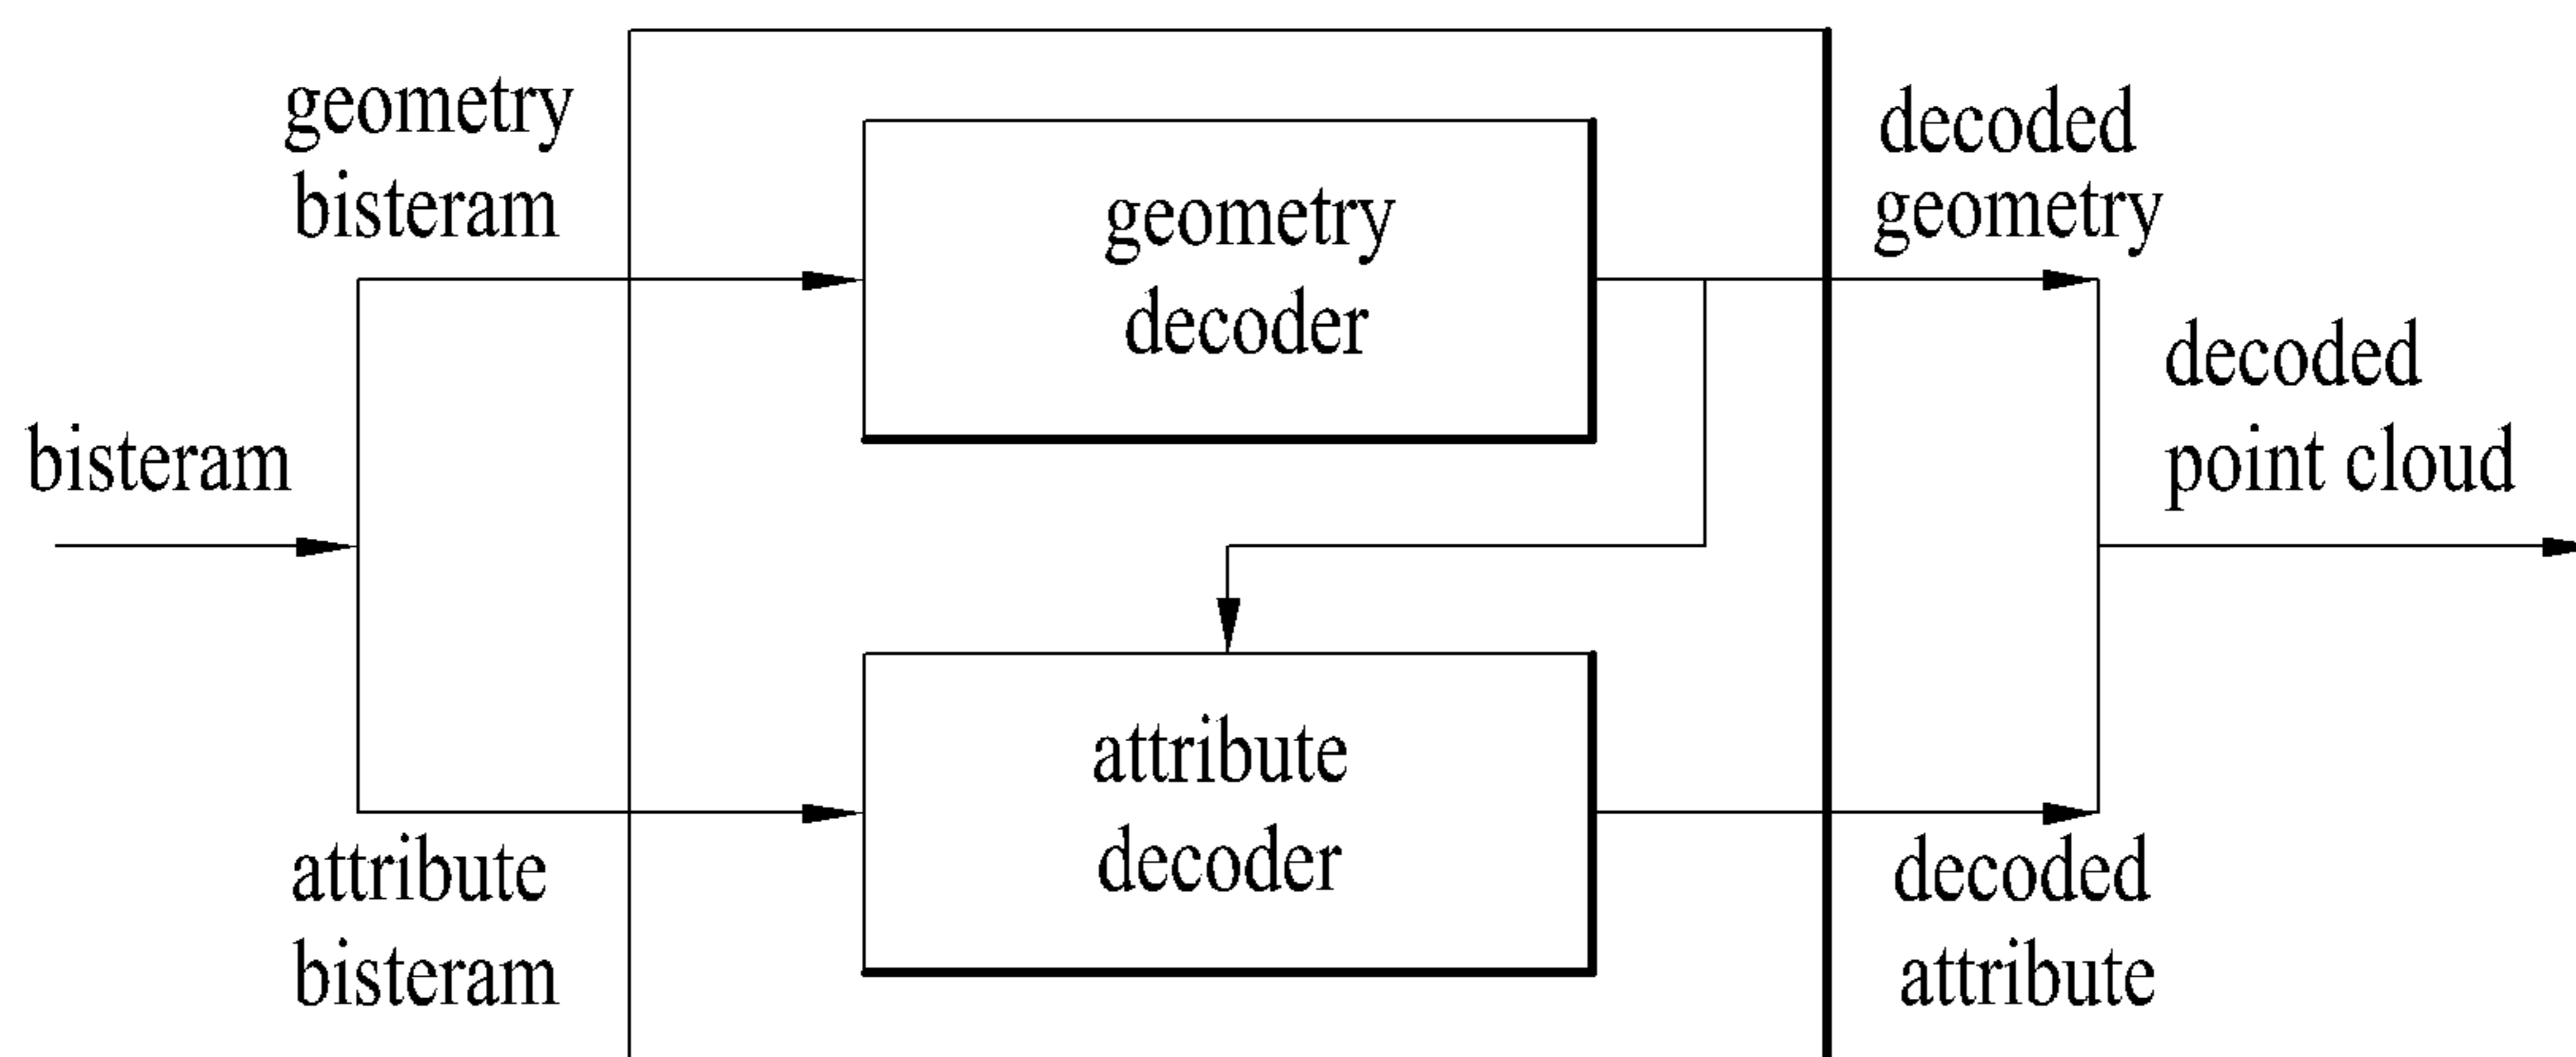 bisteram
geometry
bisteram
attribute
bisteram
geometry
decoder
attribute
decoder
decoded
geometry
decoded
attribute
decoded
point cloud